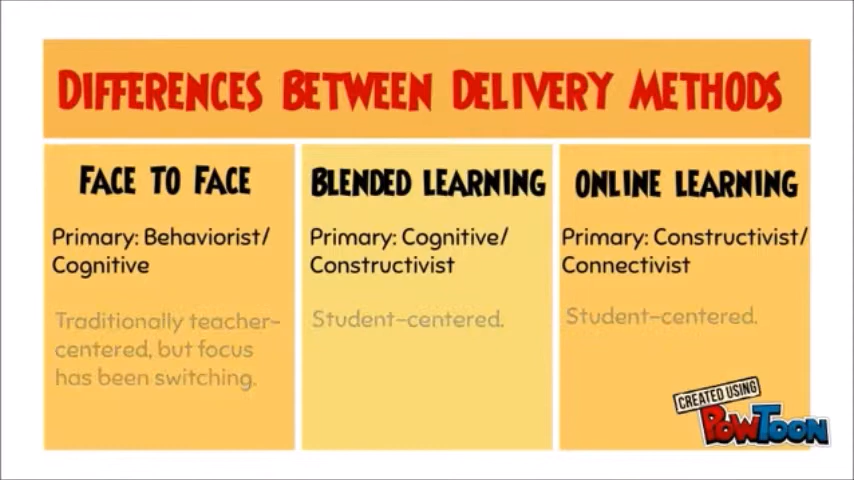 DIFFERENCES BETWEEN DELIVERY METHODS
FACE TO FACE
Primary: Behaviorist/
Cognitive
Traditionally teacher-
centered, but focus
has been switching.
BLENDED LEARNING
Primary: Cognitive/
Constructivist
Student-centered.
ONLINE LEARNING
Primary: Constructivist/
Connectivist
Student-centered.
CREATED USING
POWTOON